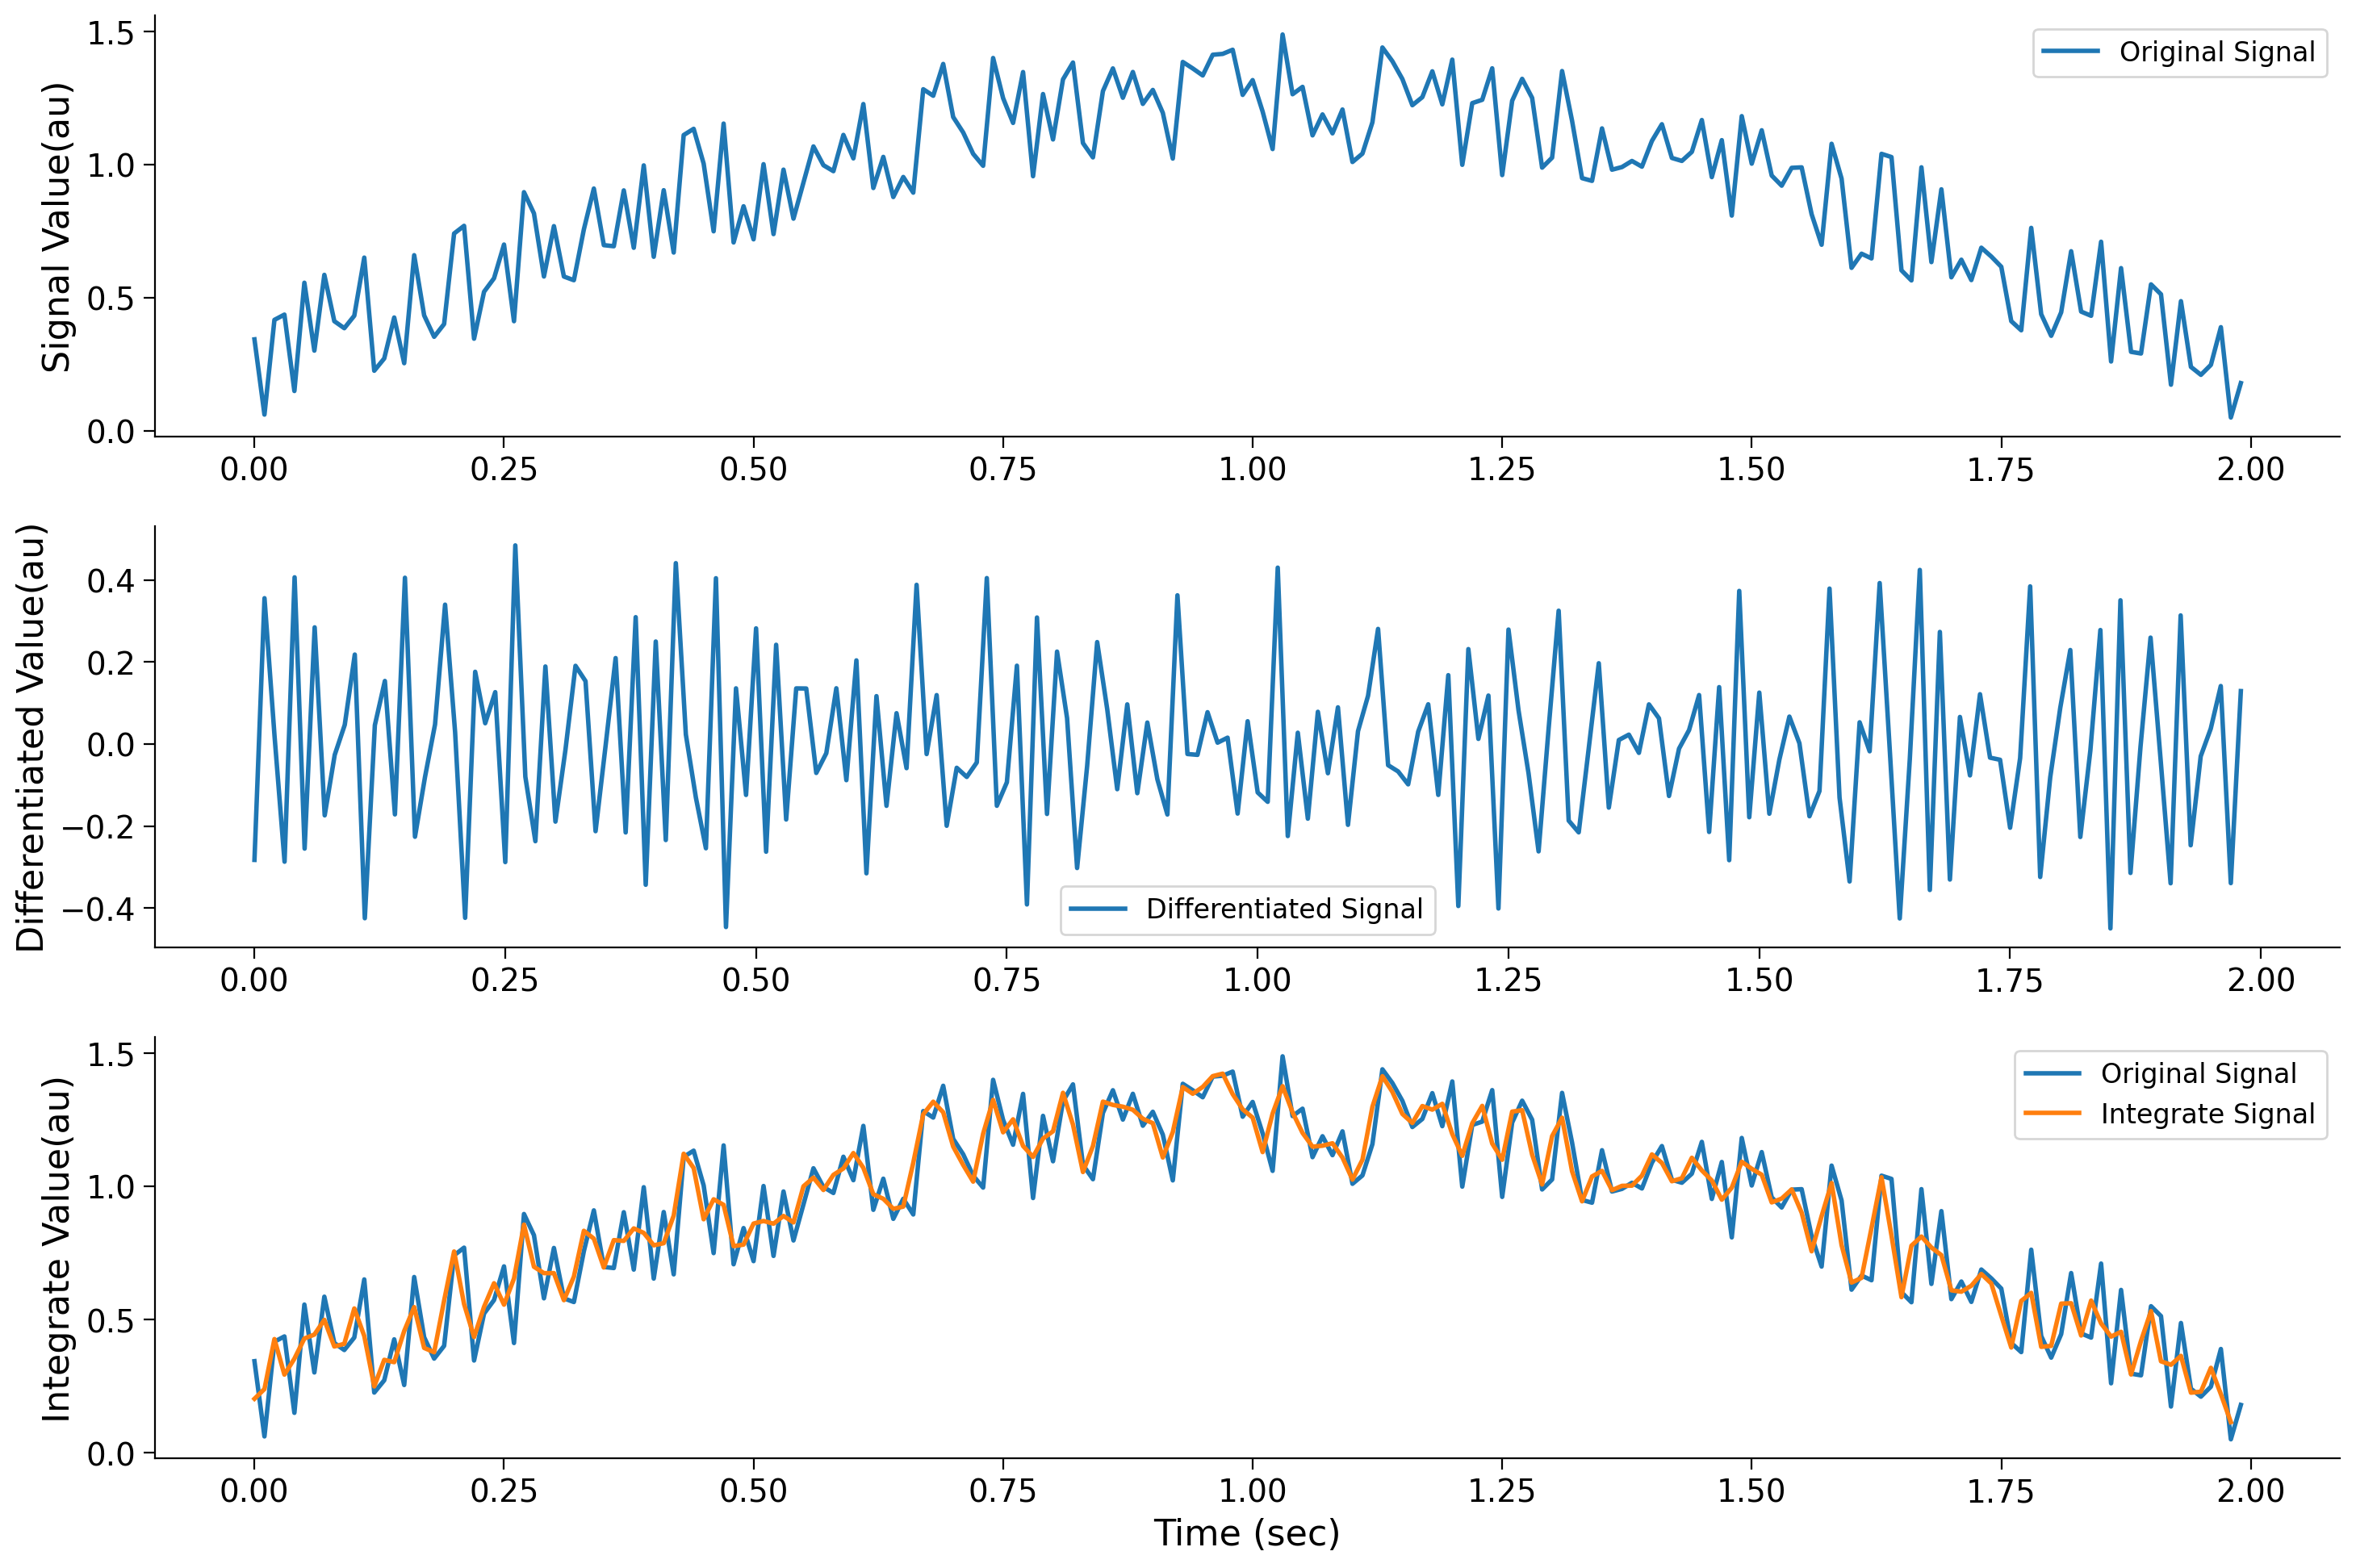 Signal Value(au)
1.5
1.0
0.5
0.0
Original Signal
0.00 0.25 0.50 0.75 1.00 1.25 1.50 1.75 2.00
Differentiated Value(au)
0.4
0.2
0.0
−0.2
−0.4
Differentiated Signal
0.00 0.25 0.50 0.75 1.00 1.25 1.50 1.75 2.00
Integrate Value(au)
1.5
1.0
0.5
0.0
Original Signal
Integrate Signal
0.00 0.25 0.50 0.75 1.00 1.25 1.50 1.75 2.00
Time (sec)